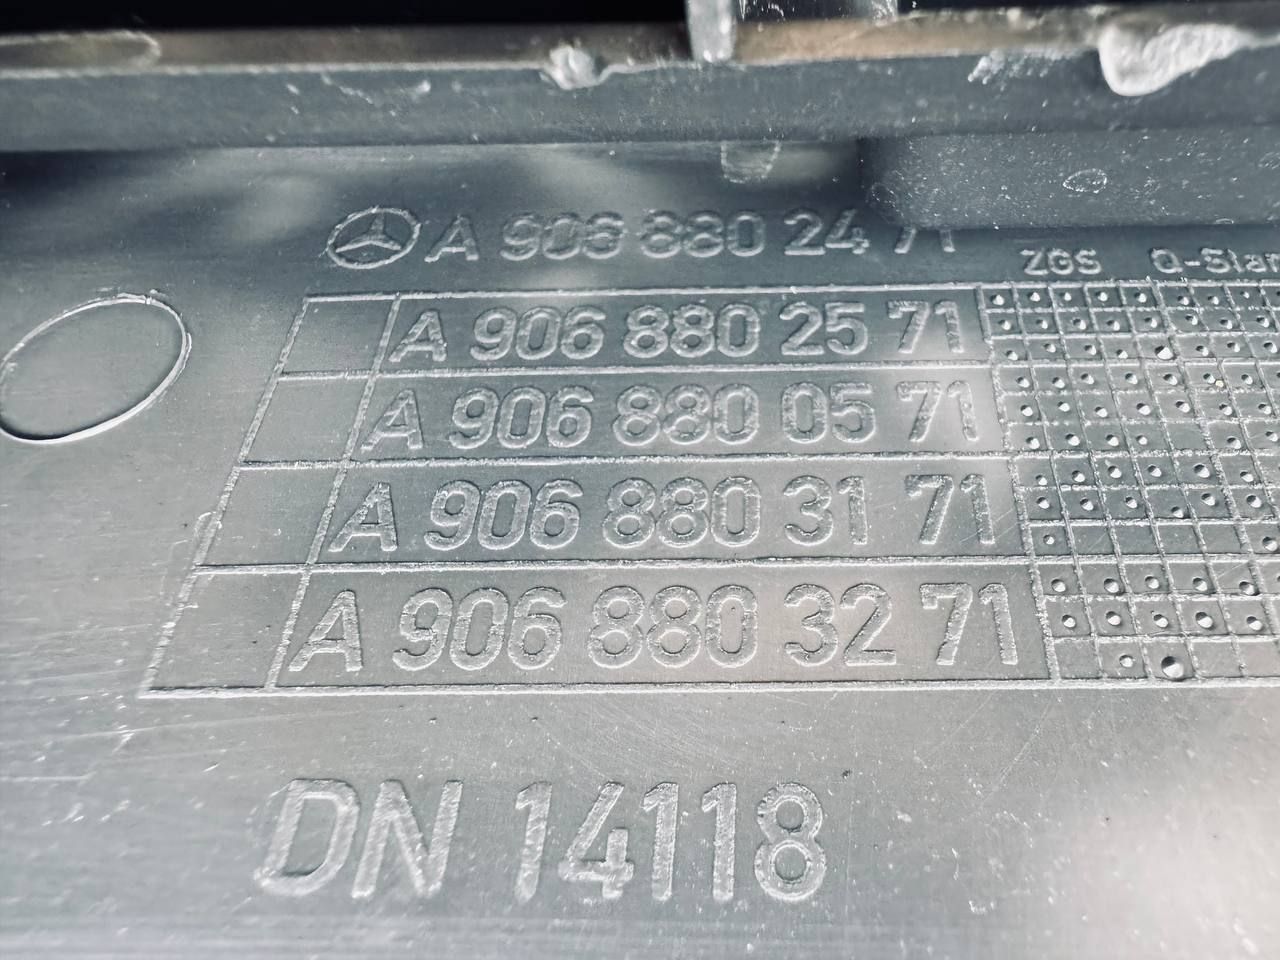 A 906 880 24 71
ZGS Q-Stan
A 906 880 25 71
A 906 880 05 71
A 906 880 31 71
A 906 880 32 71
DN 14118